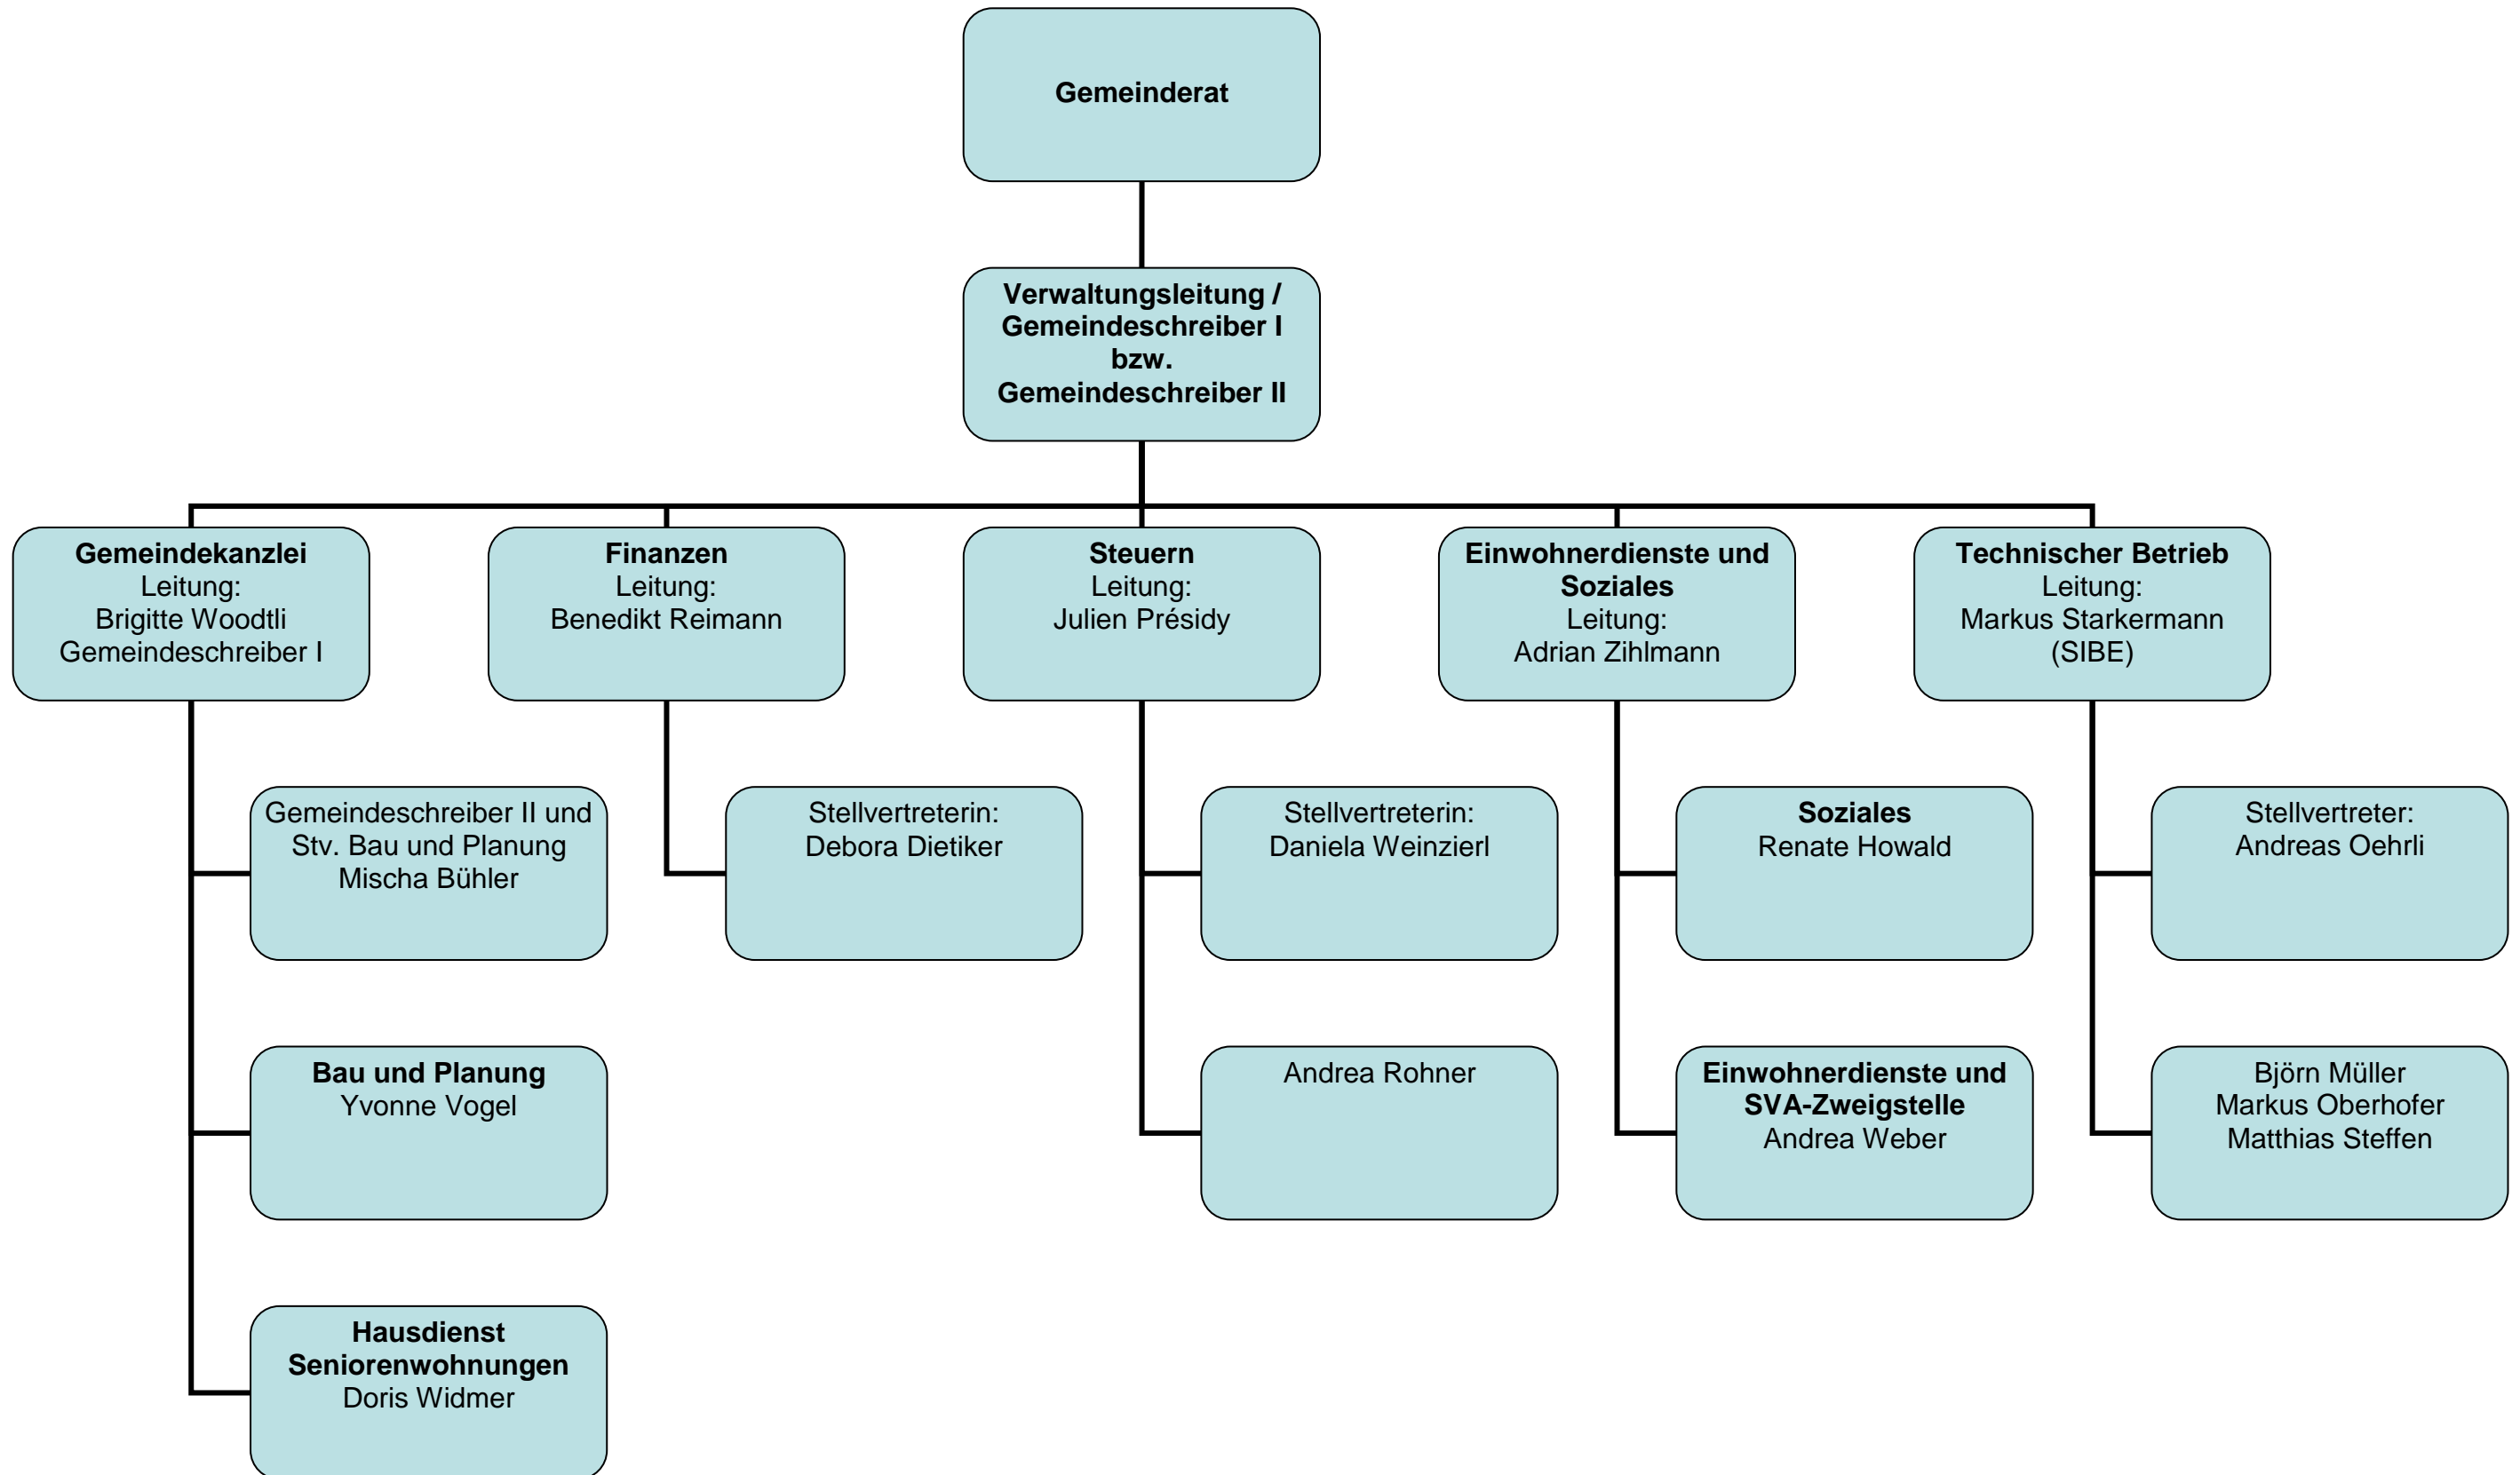 Gemeinderat
Verwaltungsleitung /
Gemeindeschreiber I
bzw.
Gemeindeschreiber II
Gemeindekanzlei
Leitung:
Brigitte Woodtli
Gemeindeschreiber I
Finanzen
Leitung:
Benedikt Reimann
Steuern
Leitung:
Julien Présidy
Einwohnerdienste und
Soziales
Leitung:
Adrian Zihlmann
Technischer Betrieb
Leitung:
Markus Starkermann
(SIBE)
Gemeindeschreiber II und
Stv. Bau und Planung
Mischa Bühler
Stellvertreterin:
Debora Dietiker
Stellvertreterin:
Daniela Weinzierl
Soziales
Renate Howald
Stellvertreter:
Andreas Oehrli
Bau und Planung
Yvonne Vogel
Andrea Rohner
Einwohnerdienste und
SVA-Zweigstelle
Andrea Weber
Björn Müller
Markus Oberhofer
Matthias Steffen
Hausdienst
Seniorenwohnungen
Doris Widmer